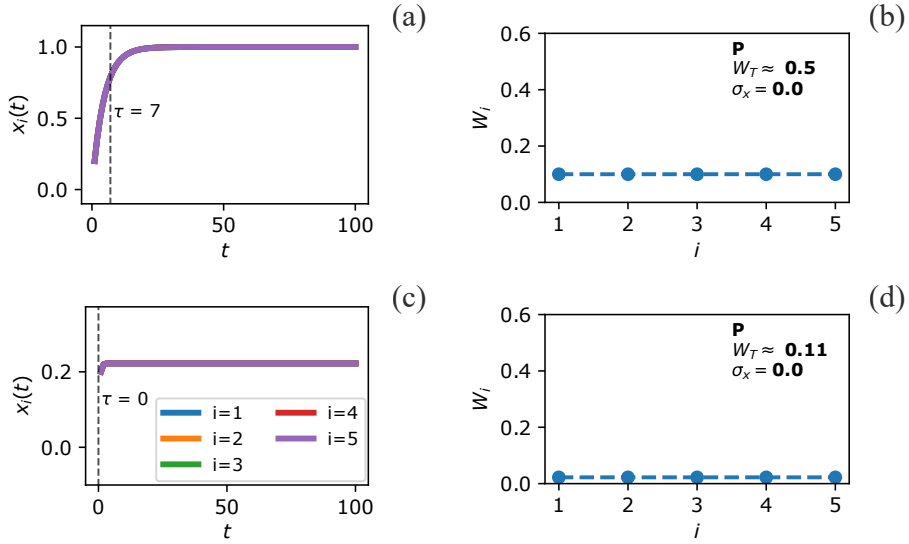 (a)
1.0
0.5
0.0
x_i(t)
τ = 7
0
50
100
t
(b)
0.6
0.4
0.2
0.0
W_i
P
W_T ≈ 0.5
σ_x = 0.0
1
2
3
4
5
i
(c)
0.2
0.0
x_i(t)
τ = 0
i=1
i=2
i=3
i=4
i=5
0
50
100
t
(d)
0.6
0.4
0.2
0.0
W_i
P
W_T ≈ 0.11
σ_x = 0.0
1
2
3
4
5
i